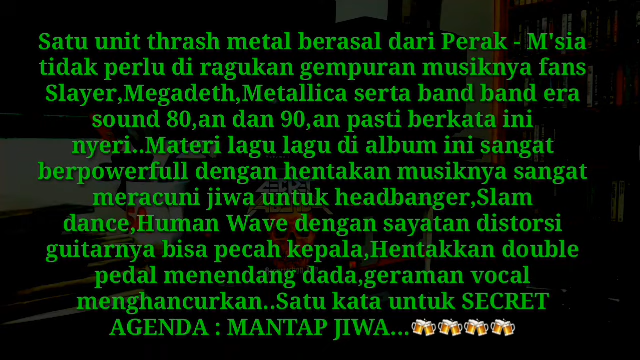 Satu unit thrash metal berasal dari Perak - M'sia
tidak perlu di ragukan gempuran musiknya fans
Slayer,Megadeth,Metallica serta band band era
sound 80,an dan 90,an pasti berkata ini
nyeri..Materi lagu lagu di album ini sangat
berpowerfull dengan hentakan musiknya sangat
meracuni jiwa untuk headbanger,Slam
dance,Human Wave dengan sayatan distorsi
guitarnya bisa pecah kepala,Hentakkan double
pedal menendang dada,geraman vocal
menghancurkan..Satu kata untuk SECRET
AGENDA : MANTAP JIWA...🍻🍻🍻🍻